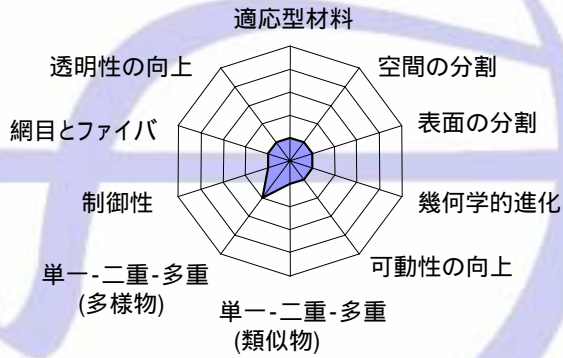 適応型材料
透明性の向上
空間の分割
網目とファイバ
表面の分割
制御性
幾何学的進化
単一-二重-多重
(多様物)
可動性の向上
単一-二重-多重
(類似物)